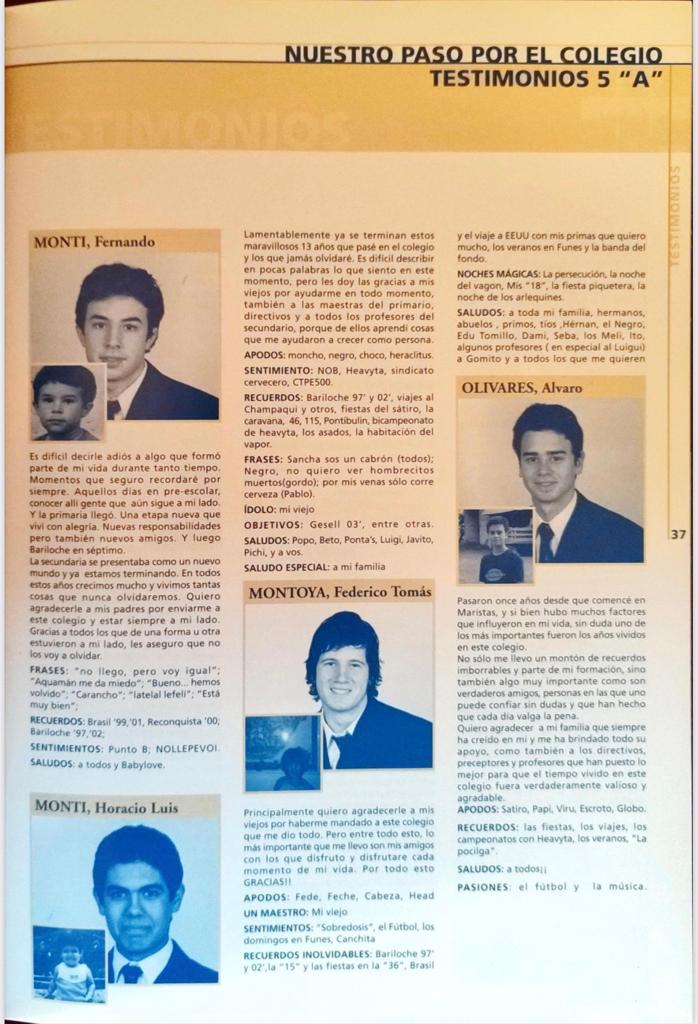 NUESTRO PASO POR EL COLEGIO
TESTIMONIOS 5 "A"
TESTIMONIOS
TESTIMONIOS
37
MONTI, Fernando
Es difícil decirle adiós a algo que formó
parte de mi vida durante tanto tiempo.
Momentos que seguro recordaré por
siempre. Aquellos días en pre-escolar,
conocer allí gente que aún sigue a mi lado.
Y la primaria llegó. Una etapa nueva que
viví con alegría. Nuevas responsabilidades
pero también nuevos amigos. Y luego
Bariloche en séptimo.
La secundaria se presentaba como un nuevo
mundo y ya estamos terminando. En todos
estos años crecimos mucho y vivimos tantas
cosas que nunca olvidaremos. Quiero
agradecerle a mis padres por enviarme a
este colegio y estar siempre a mi lado.
Gracias a todos los que de una forma u otra
estuvieron a mi lado, les aseguro que no
los voy a olvidar.
FRASES: "no llego, pero voy igual";
"Aquamán me da miedo"; "Bueno... hemos
volvido"; "Carancho"; "latelal lefeli"; "Está
muy bien";
RECUERDOS: Brasil '99,'01, Reconquista '00;
Bariloche '97,'02;
SENTIMIENTOS: Punto B; NOLLEPEVOI.
SALUDOS: a todos y Babylove.
MONTI, Horacio Luis
Lamentablemente ya se terminan estos
maravillosos 13 años que pasé en el colegio
y los que jamás olvidaré. Es difícil describir
en pocas palabras lo que siento en este
momento, pero les doy las gracias a mis
viejos por ayudarme en todo momento,
también a las maestras del primario,
directivos y a todos los profesores del
secundario, porque de ellos aprendí cosas
que me ayudaron a crecer como persona.
APODOS: moncho, negro, choco, heraclitus.
SENTIMIENTO: NOB, Heavyta, sindicato
cervecero, CTPE500.
RECUERDOS: Bariloche 97' y 02', viajes al
Champaqui y otros, fiestas del sátiro, la
caravana, 46, 115, Pontibulin, bicampeonato
de heavyta, los asados, la habitación del
vapor.
FRASES: Sancha sos un cabrón (todos);
Negro, no quiero ver hombrecitos
muertos(gordo); por mis venas sólo corre
cerveza (Pablo).
ÍDOLO: mi viejo
OBJETIVOS: Gesell 03', entre otras.
SALUDOS: Popo, Beto, Ponta's, Luigi, Javito,
Pichi, y a vos.
SALUDO ESPECIAL: a mi familia
MONTOYA, Federico Tomás
Principalmente quiero agradecerle a mis
viejos por haberme mandado a este colegio
que me dio todo. Pero entre todo esto, lo
más importante que me llevo son mis amigos
con los que disfruto y disfrutare cada
momento de mi vida. Por todo esto
GRACIAS!!
APODOS: Fede, Feche, Cabeza, Head
UN MAESTRO: Mi viejo
SENTIMIENTOS: "Sobredosis", el Fútbol, los
domingos en Funes, Canchita
RECUERDOS INOLVIDABLES: Bariloche 97'
y 02',la "15" y las fiestas en la "36", Brasil
y el viaje a EEUU con mis primas que quiero
mucho, los veranos en Funes y la banda del
fondo.
NOCHES MÁGICAS: La persecución, la noche
del vagon, Mis "18", la fiesta piquetera, la
noche de los arlequines.
SALUDOS: a toda mi familia, hermanos,
abuelos , primos, tíos ,Hérnan, el Negro,
Edu Tomillo, Dami, Seba, los Meli, Ito,
algunos profesores ( en especial al Luigui)
a Gomito y a todos los que me quieren
OLIVARES, Alvaro
Pasaron once años desde que comencé en
Maristas, y si bien hubo muchos factores
que influyeron en mi vida, sin duda uno de
los más importantes fueron los años vividos
en este colegio.
No sólo me llevo un montón de recuerdos
imborrables y parte de mi formación, sino
también algo muy importante como son
verdaderos amigos, personas en las que uno
puede confiar sin dudas y que han hecho
que cada día valga la pena.
Quiero agradecer a mi familia que siempre
ha creído en mi y me ha brindado todo su
apoyo, como también a los directivos,
preceptores y profesores que han puesto lo
mejor para que el tiempo vivido en este
colegio fuera verdaderamente valioso y
agradable.
APODOS: Satiro, Papi, Viru, Escroto, Globo.
RECUERDOS: las fiestas, los viajes, los
campeonatos con Heavyta, los veranos, "La
pocilga".
SALUDOS: a todos¡¡
PASIONES: el fútbol y la música.